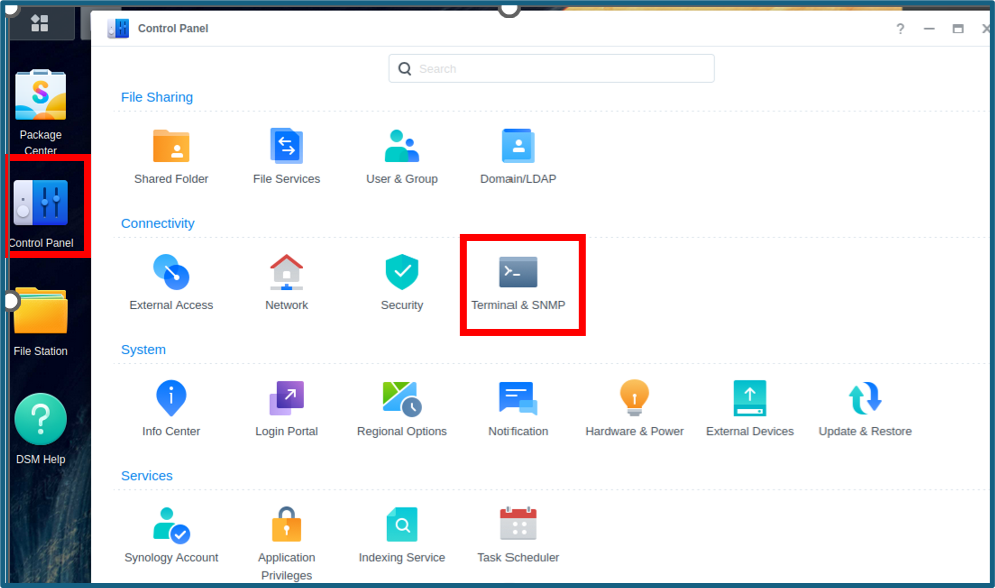 Control Panel
?
Search
Package
Center
Control Panel
File Station
?
DSM Help
File Sharing
Shared Folder
File Services
User & Group
Domain/LDAP
Connectivity
External Access
Network
Security
Terminal & SNMP
System
Info Center
Login Portal
Regional Options
Notification
Hardware & Power
External Devices
Update & Restore
Services
Synology Account
Application
Privileges
Indexing Service
Task Scheduler